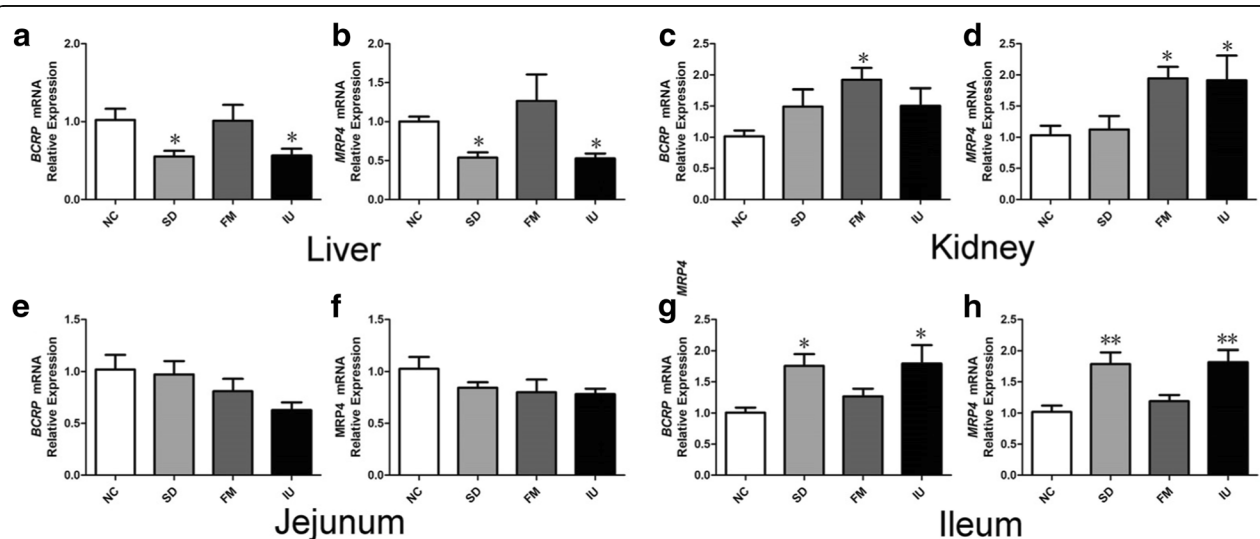 a
BCRP mRNA
Relative Expression
2.0
1.5
1.0
0.5
0.0
*
*
NC SD FM IU
b
MRP4 mRNA
Relative Expression
2.0
1.5
1.0
0.5
0.0
*
*
NC SD FM IU
Liver
c
BCRP mRNA
Relative Expression
2.5
2.0
1.5
1.0
0.5
0.0
*
NC SD FM IU
d
MRP4 mRNA
Relative Expression
2.5
2.0
1.5
1.0
0.5
0.0
*
*
NC SD FM IU
Kidney
MRP4
e
BCRP mRNA
Relative Expression
1.5
1.0
0.5
0.0
NC SD FM IU
f
MRP4 mRNA
Relative Expression
1.5
1.0
0.5
0.0
NC SD FM IU
Jejunum
g
BCRP mRNA
Relative Expression
2.5
2.0
1.5
1.0
0.5
0.0
*
*
NC SD FM IU
h
MRP4 mRNA
Relative Expression
2.5
2.0
1.5
1.0
0.5
0.0
**
**
NC SD FM IU
Ileum